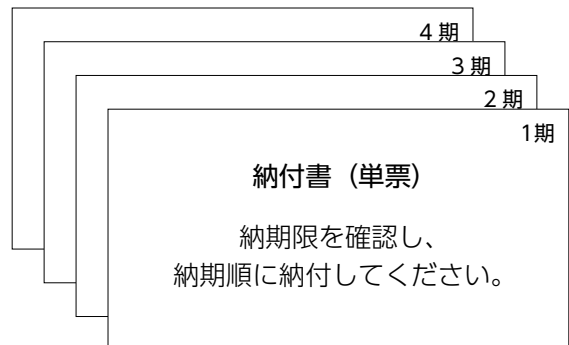 4期
3期
2期
1期
納付書（単票）
納期限を確認し、
納期順に納付してください。